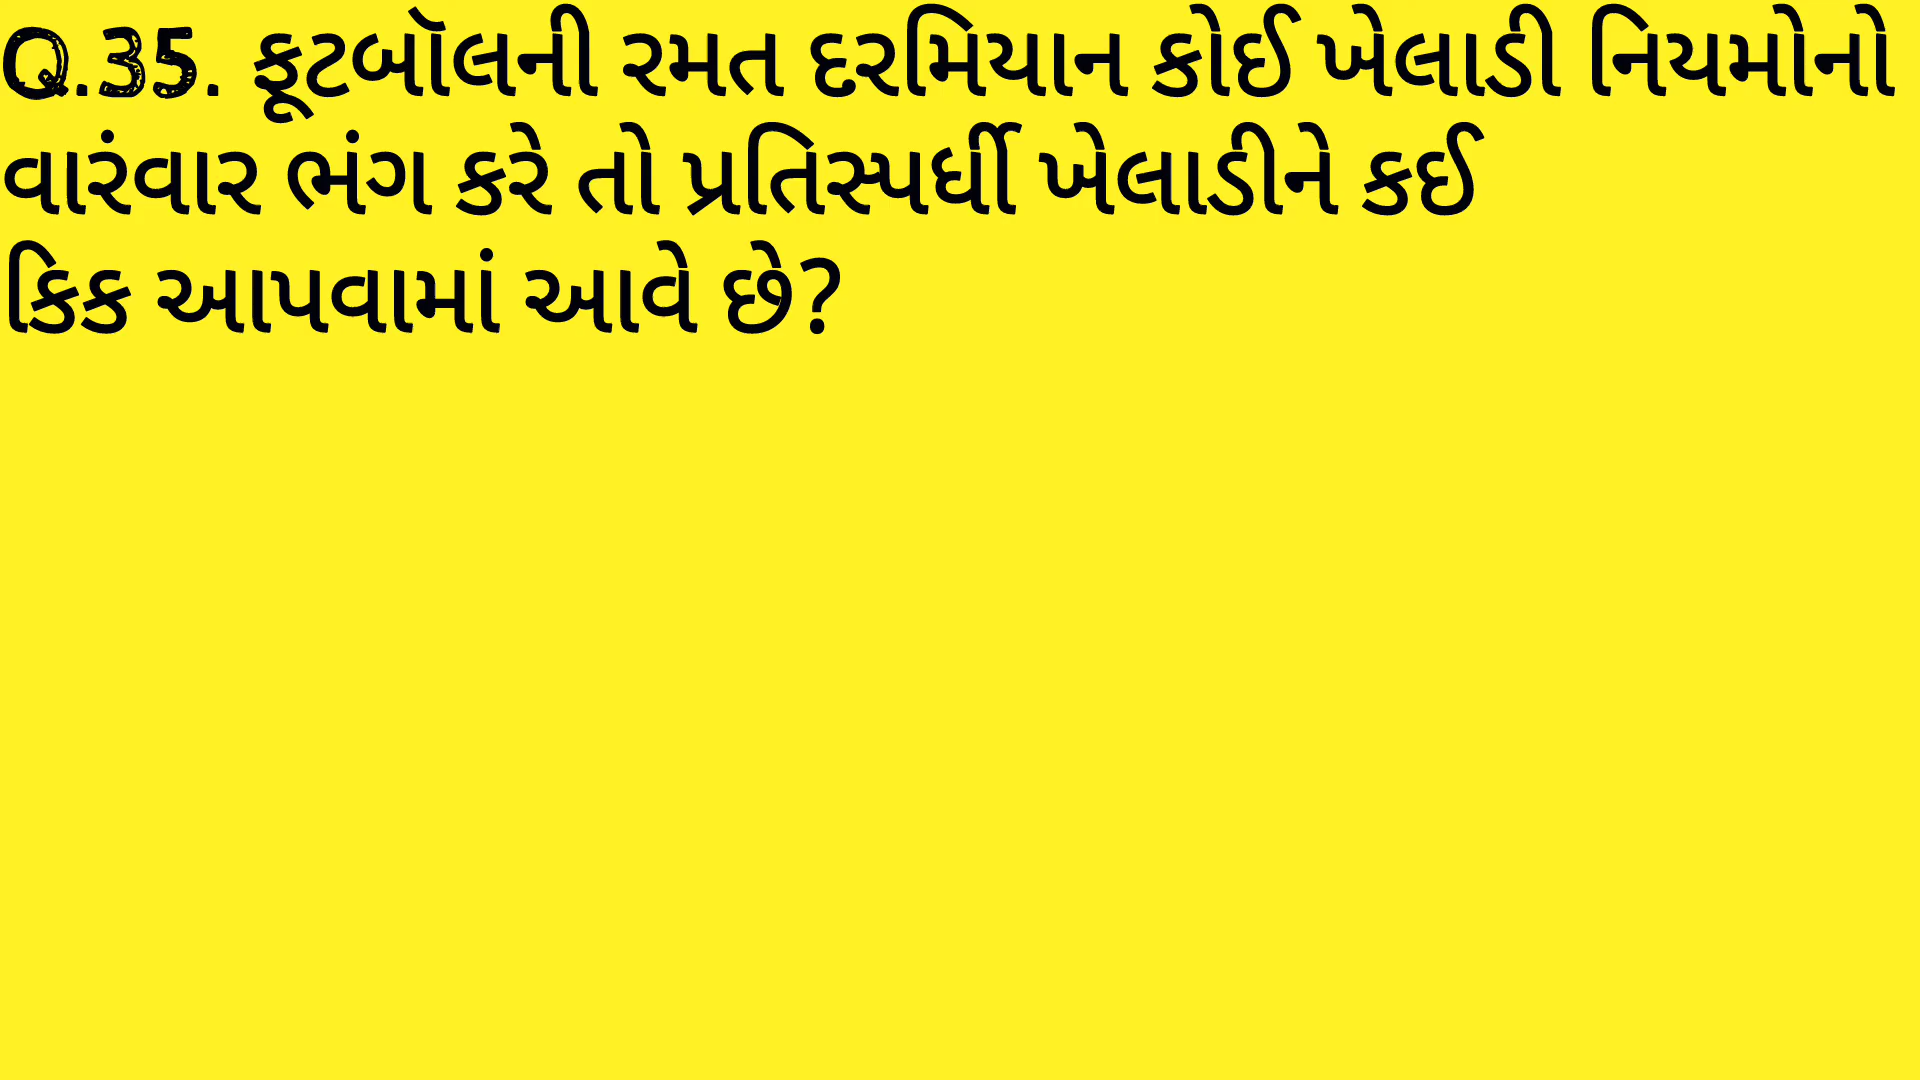 Q.35. ફૂટબૉલની રમત દરમિયાન કોઈ ખેલાડી નિયમોનો
વારંવાર ભંગ કરે તો પ્રતિસ્પર્ધી ખેલાડીને કઈ
કિક આપવામાં આવે છે?